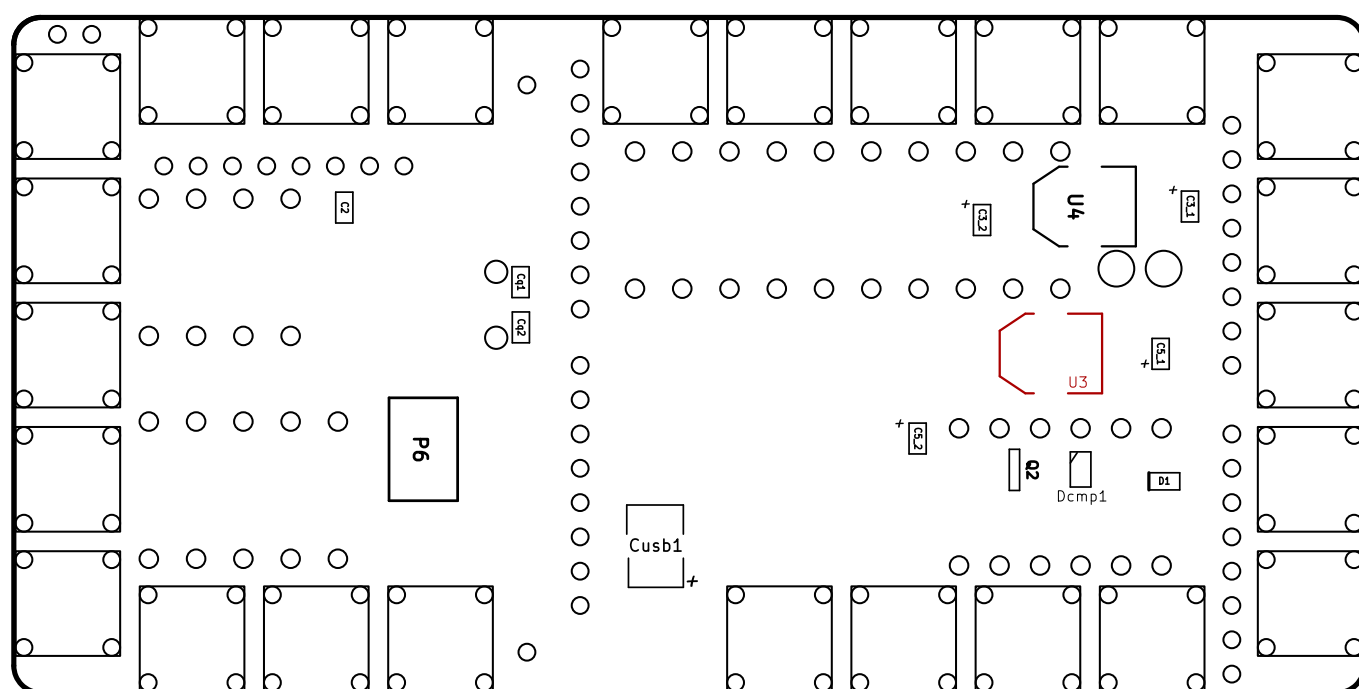 C2
U4
C3_2
C3_1
+
+
Cq1
Cq2
C5_1
+
U3
C5_2
+
P6
Q2
D1
Dcmp1
Cusb1
+